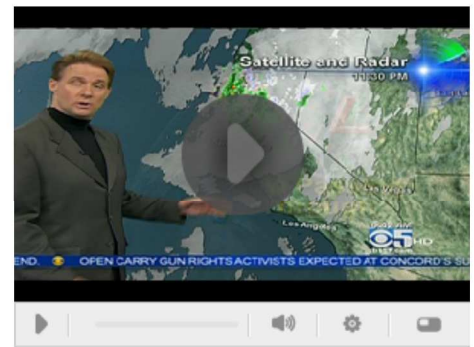 Satellite and Radar
11:30 PM
Las Vegas
Los Angeles
5 HD
END. OPEN CARRY GUN RIGHTS ACTIVISTS EXPECTED AT CONCORD'S SU